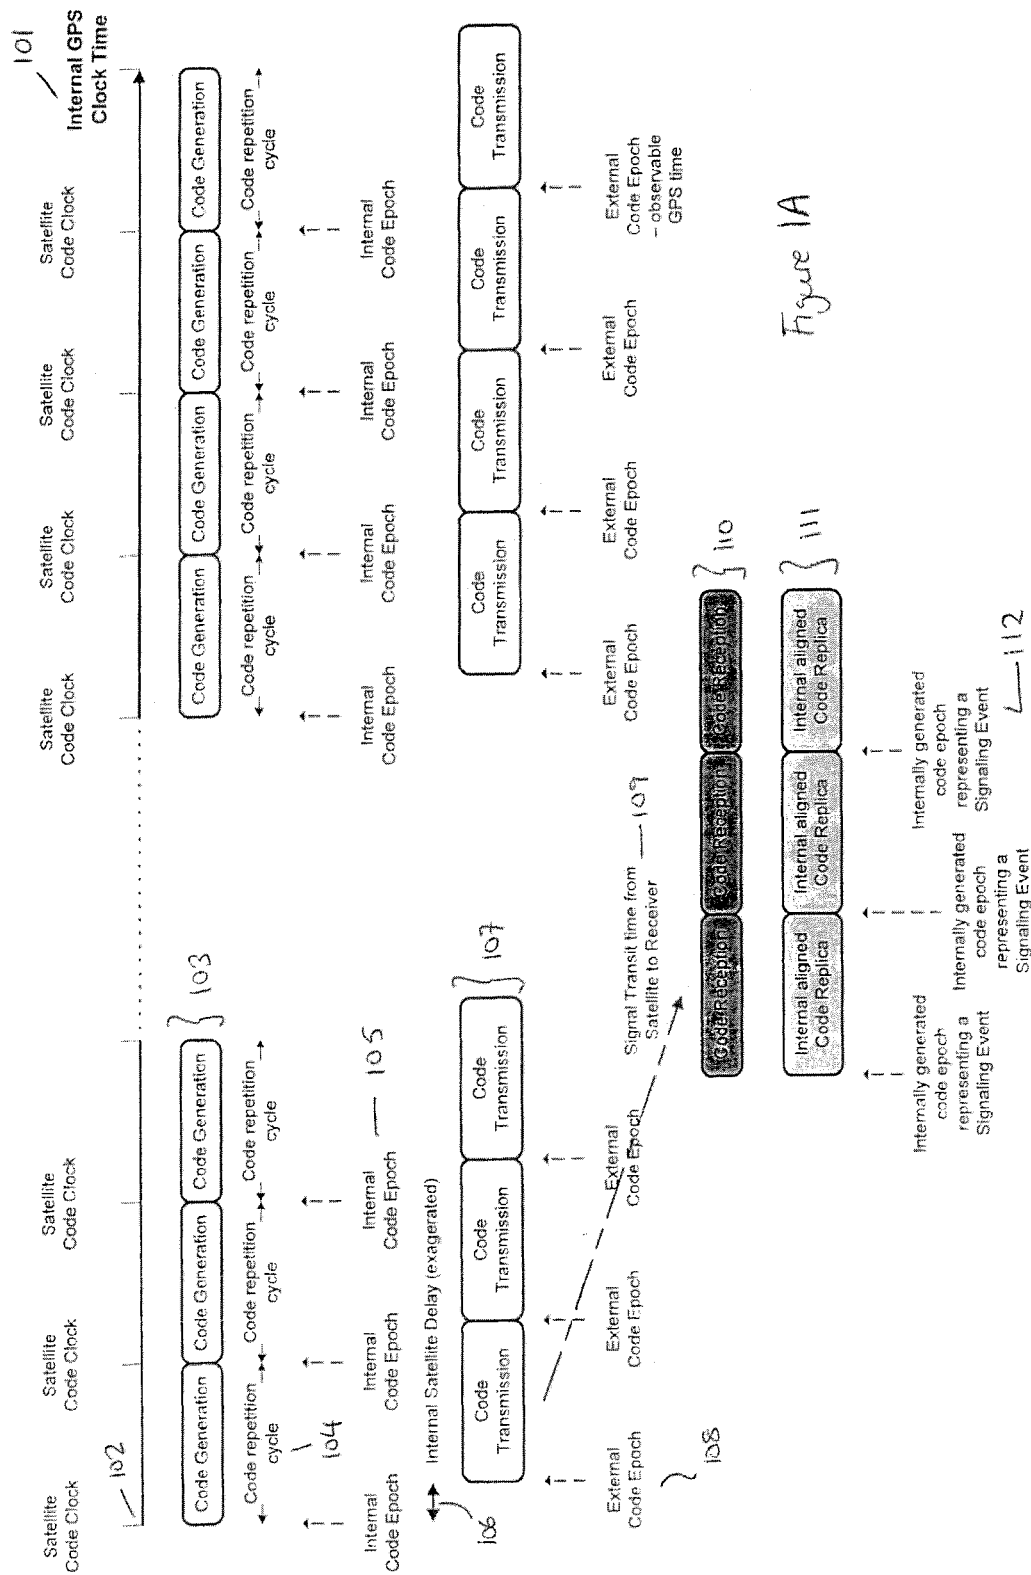 101
Internal GPS
Clock Time
Satellite
Code Clock
Satellite
Code Clock
Satellite
Code Clock
Satellite
Code Clock
Satellite
Code Clock
Satellite
Code Clock
Satellite
Code Clock
102
Code Generation
Code Generation
Code Generation
103
Code Generation
Code Generation
Code Generation
Code Generation
Code repetition
cycle
Code repetition
cycle
Code repetition
cycle
Code repetition
cycle
Code repetition
cycle
Code repetition
cycle
Code repetition
cycle
104
Internal
Code Epoch
Internal
Code Epoch
Internal
Code Epoch
105
Internal
Code Epoch
Internal
Code Epoch
Internal
Code Epoch
Internal
Code Epoch
106
Internal Satellite Delay (exagerated)
Code
Transmission
Code
Transmission
Code
Transmission
107
Code
Transmission
Code
Transmission
Code
Transmission
Code
Transmission
External
Code Epoch
External
Code Epoch
External
Code Epoch
108
Signal Transit time from
Satellite to Receiver
109
External
Code Epoch
External
Code Epoch
External
Code Epoch
External
Code Epoch
- observable
GPS time
Code Reception
Code Reception
Code Reception
110
Internal aligned
Code Replica
Internal aligned
Code Replica
Internal aligned
Code Replica
111
Internally generated
code epoch
representing a
Signaling Event
Internally generated
code epoch
representing a
Signaling Event
Internally generated
code epoch
representing a
Signaling Event
112
Figure 1A